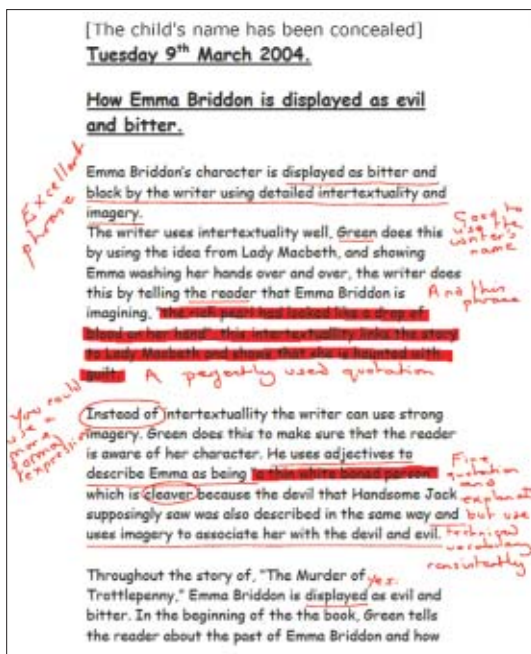 [The child's name has been concealed]
Tuesday 9th March 2004.
How Emma Briddon is displayed as evil
and bitter.
Excellent
phrase
Emma Briddon's character is displayed as bitter and
black by the writer using detailed intertextuality and
imagery.
The writer uses intertextuality well, Green does this
by using the idea from Lady Macbeth, and showing
Emma washing her hands over and over, the writer does
this by telling the reader that Emma Briddon is
imagining, "the rich pearl had looked like a drop of
blood on her hand" this intertextuallity links the story
to Lady Macbeth and shows that she is haunted with
guilt.
Good to
use the
writer's
name
And this
phrase
A perfectly used quotation
You could
use a
more
formal
expression
Instead of intertextuallity the writer can use strong
imagery. Green does this to make sure that the reader
is aware of her character. He uses adjectives to
describe Emma as being "a thin white boned person"
which is cleaver because the devil that Handsome Jack
supposingly saw was also described in the same way and
uses imagery to associate her with the devil and evil.
Fine
quotation
and
but use
technical
vocabulary
consistently
Throughout the story of, "The Murder of
yes.
Trottlepenny," Emma Briddon is displayed as evil and
bitter. In the beginning of the the book, Green tells
the reader about the past of Emma Briddon and how